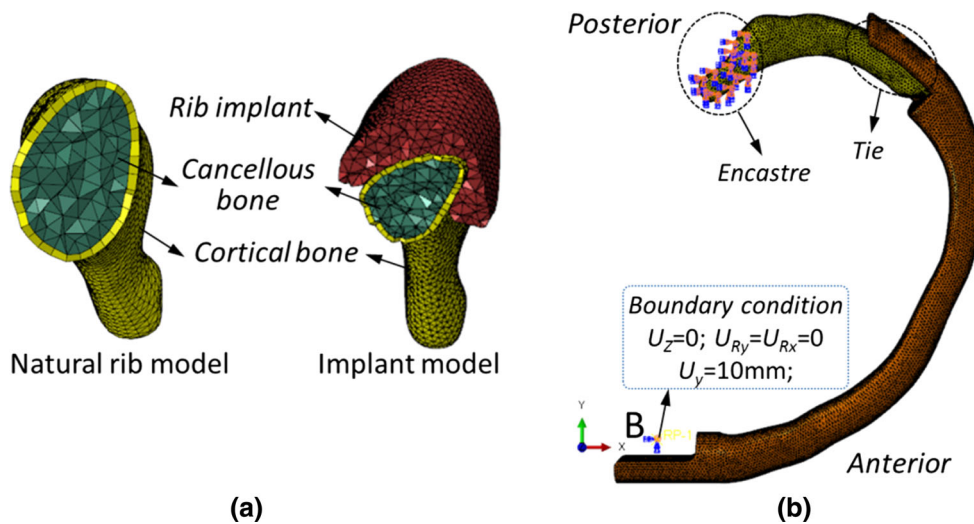 Rib implant
Cancellous
bone
Cortical bone
Natural rib model
Implant model
(a)
Posterior
Encastre
Tie
Boundary condition
U_Z=0; U_Ry=U_Rx=0
U_y=10mm;
B
RP-1
Y
X
Anterior
(b)